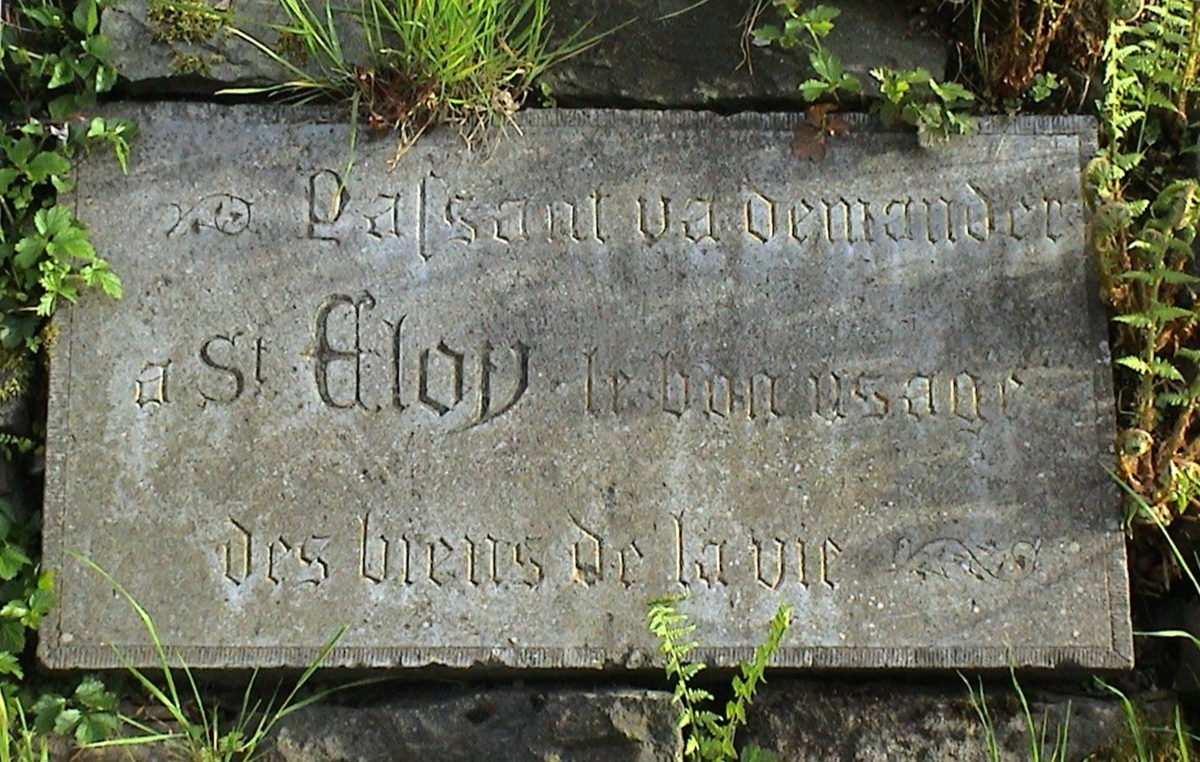 Paſsant va demander
a St Eloy le bon usage
des biens de la vie